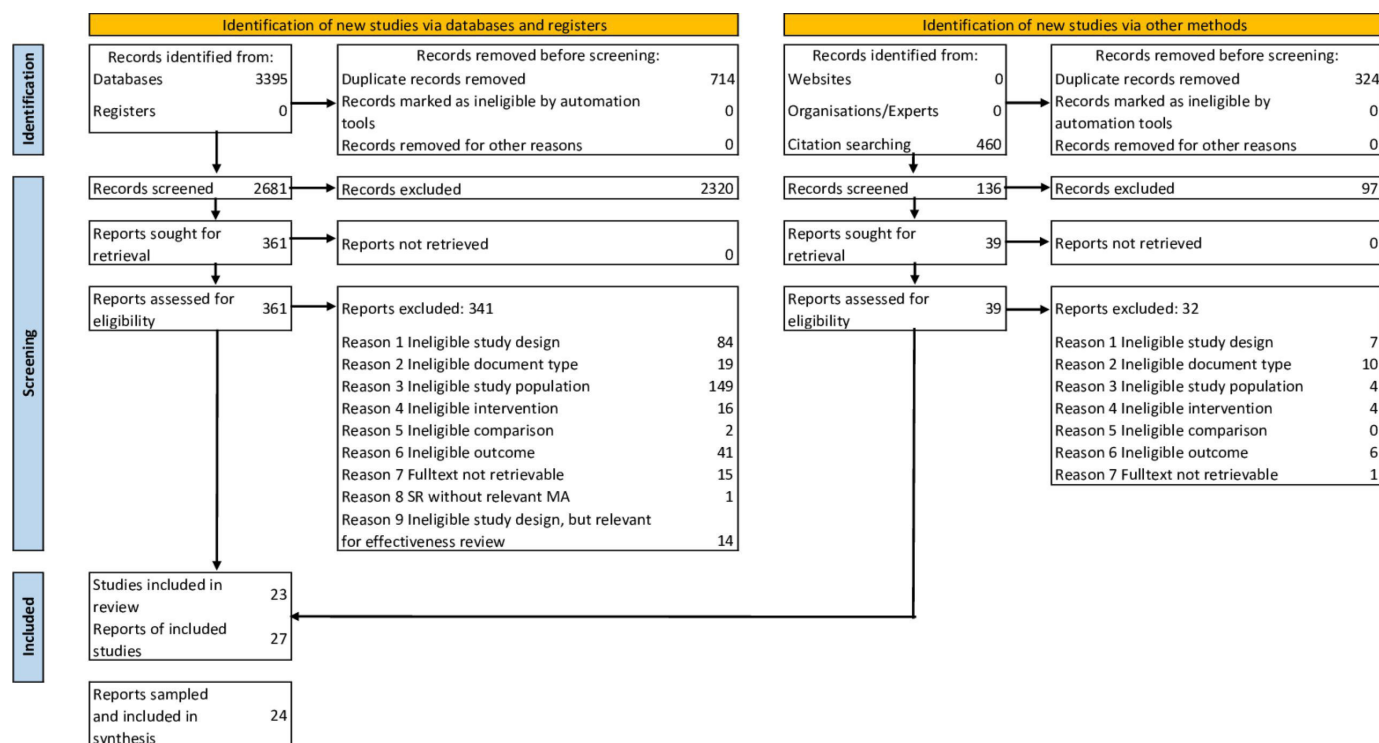 Identification of new studies via databases and registers
Identification of new studies via other methods
Identification
Records identified from:
Databases 3395
Registers 0
Records removed before screening:
Duplicate records removed 714
Records marked as ineligible by automation
tools 0
Records removed for other reasons 0
Records identified from:
Websites 0
Organisations/Experts 0
Citation searching 460
Records removed before screening:
Duplicate records removed 324
Records marked as ineligible by
automation tools 0
Records removed for other reasons 0
Screening
Records screened 2681
Records excluded 2320
Records screened 136
Records excluded 97
Reports sought for
retrieval 361
Reports not retrieved
0
Reports sought for
retrieval 39
Reports not retrieved 0
Reports assessed for
eligibility 361
Reports excluded: 341
Reason 1 Ineligible study design 84
Reason 2 Ineligible document type 19
Reason 3 Ineligible study population 149
Reason 4 Ineligible intervention 16
Reason 5 Ineligible comparison 2
Reason 6 Ineligible outcome 41
Reason 7 Fulltext not retrievable 15
Reason 8 SR without relevant MA 1
Reason 9 Ineligible study design, but relevant
for effectiveness review 14
Reports assessed for
eligibility 39
Reports excluded: 32
Reason 1 Ineligible study design 7
Reason 2 Ineligible document type 10
Reason 3 Ineligible study population 4
Reason 4 Ineligible intervention 4
Reason 5 Ineligible comparison 0
Reason 6 Ineligible outcome 6
Reason 7 Fulltext not retrievable 1
Included
Studies included in
review 23
Reports of included
studies 27
Reports sampled
and included in 24
synthesis